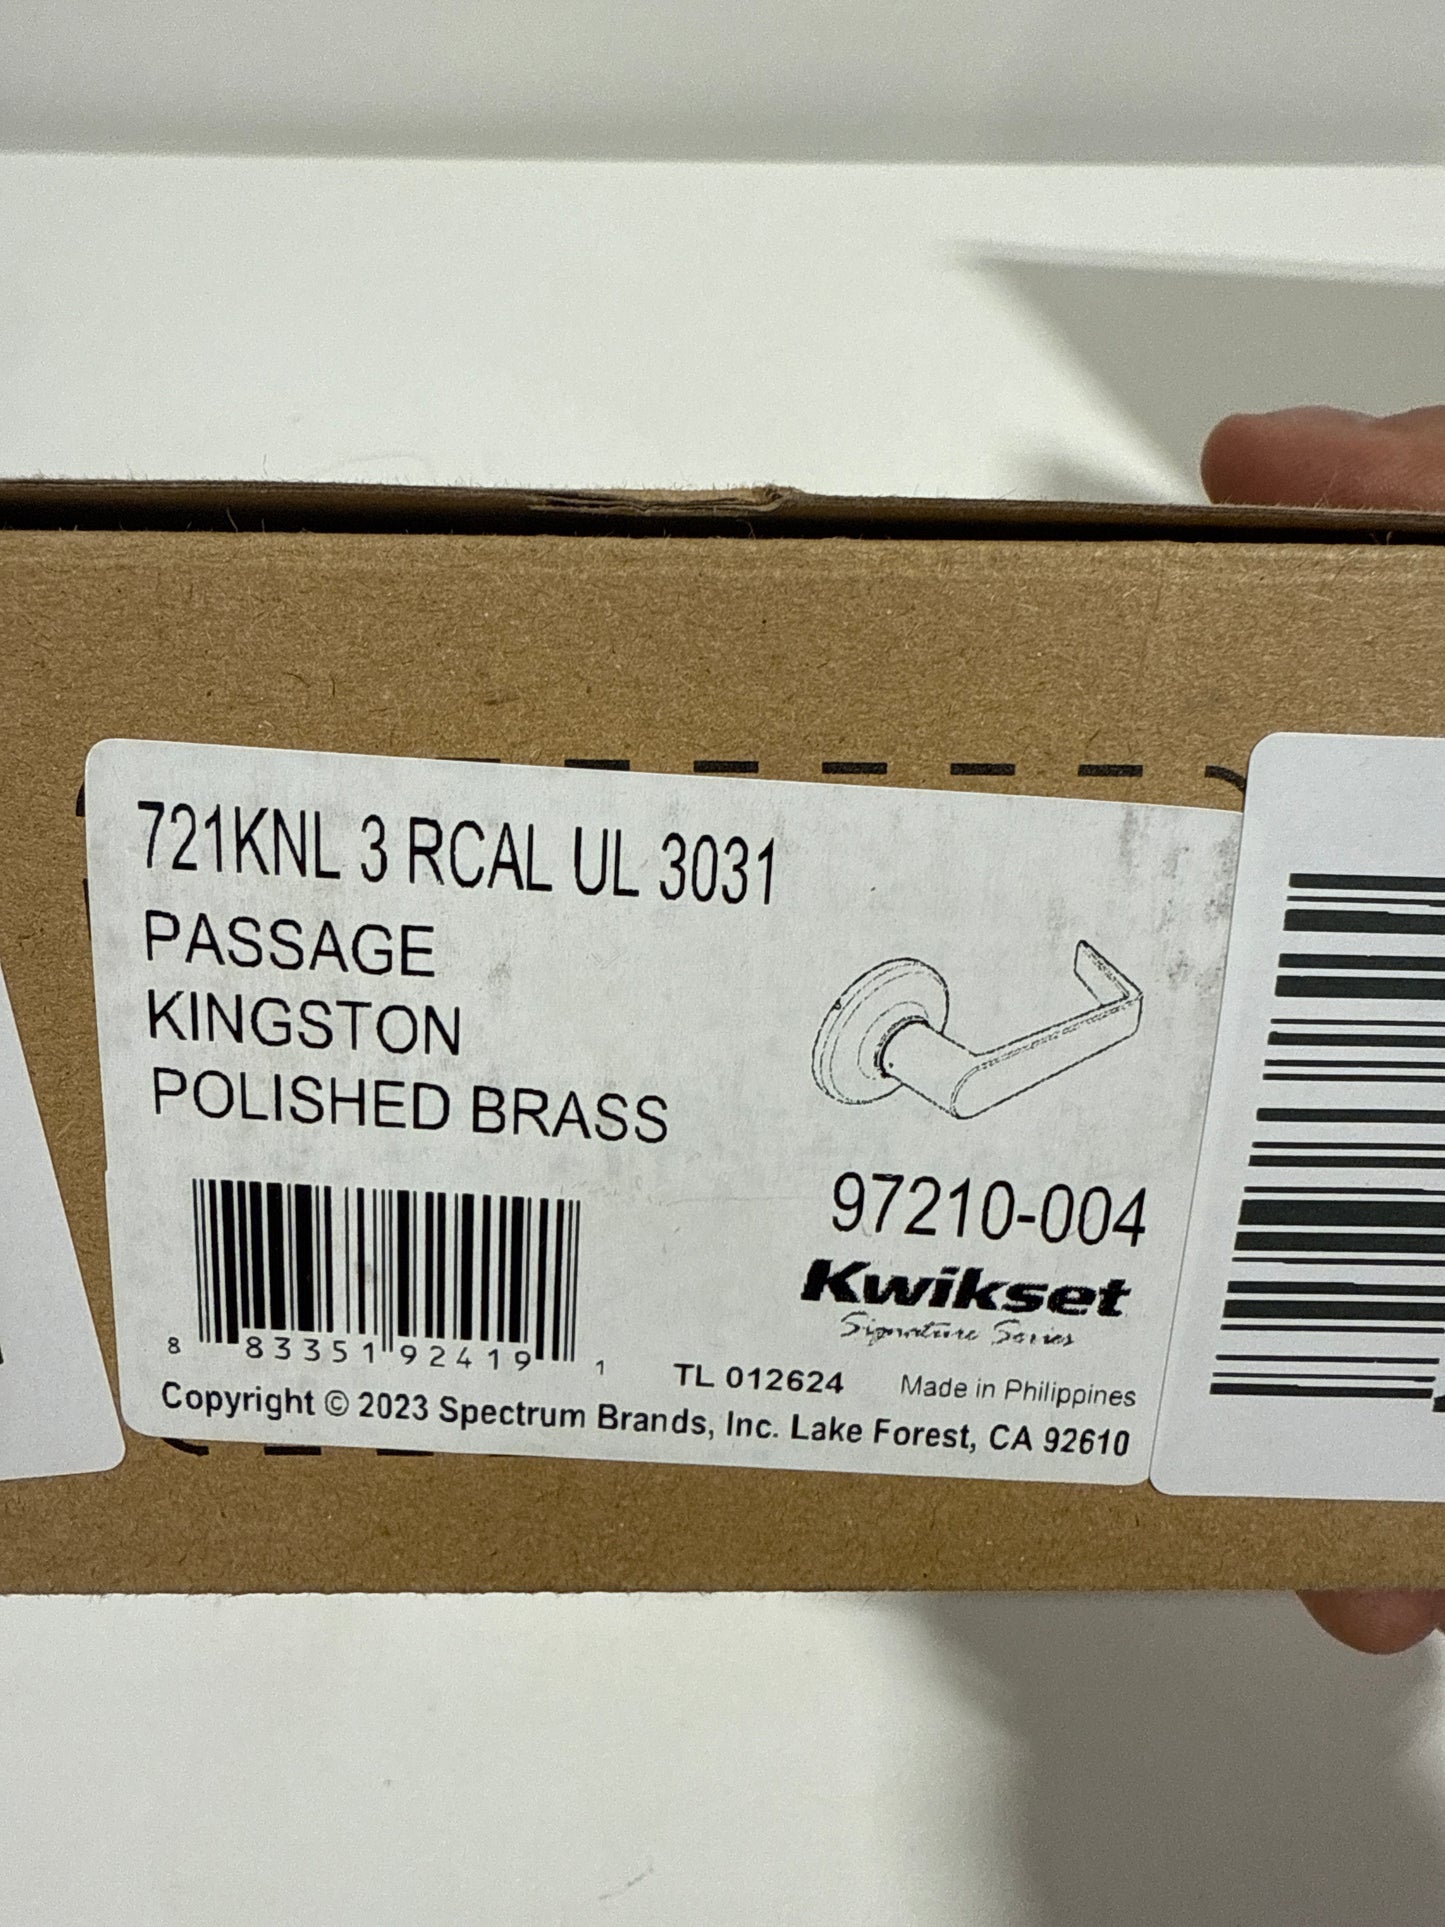 721KNL 3 RCAL UL 3031
PASSAGE
KINGSTON
POLISHED BRASS
97210-004
Kwikset
Signature Series
8 83351 92419 1
TL 012624 Made in Philippines
Copyright © 2023 Spectrum Brands, Inc. Lake Forest, CA 92610